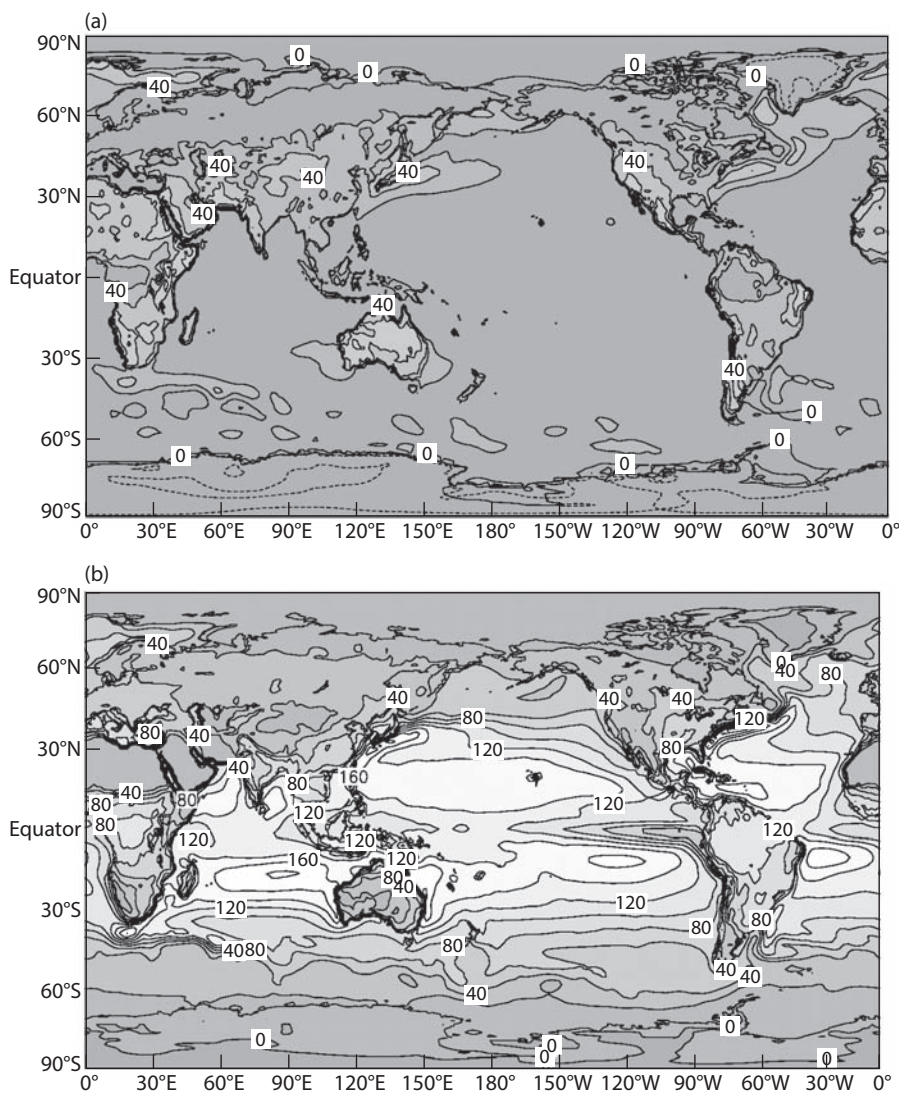 (a)
90°N
60°N
30°N
Equator
30°S
60°S
90°S
0 0 0 0
40
40 40 40 40
40
40
40
40
0
0
0 0 0
0° 30°E 60°E 90°E 120°E 150°E 180° 150°W 120°W 90°W 60°W 30°W 0°
(b)
90°N
60°N
30°N
Equator
30°S
60°S
90°S
40 0 40 80
40 40 40
80 120
80 40 80
120
40 80 160
40 80 80 120
80 120 120
120 120
160 120
80
40
120 120
80 80
40 80 80
40 40
40
0
0 0
0 0
0° 30°E 60°E 90°E 120°E 150°E 180° 150°W 120°W 90°W 60°W 30°W 0°